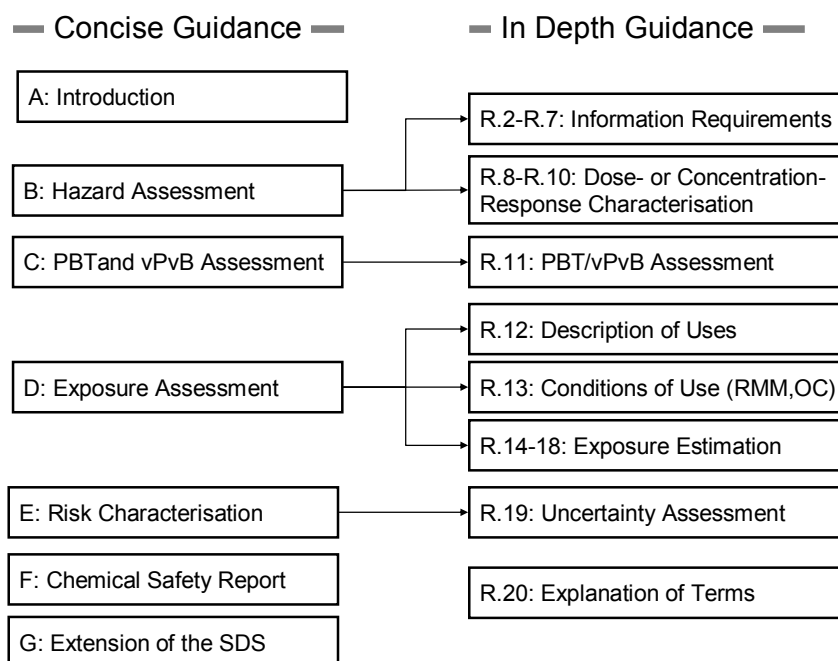 Concise Guidance
In Depth Guidance
A: Introduction
R.2-R.7: Information Requirements
B: Hazard Assessment
R.8-R.10: Dose- or Concentration-
Response Characterisation
C: PBTand vPvB Assessment
R.11: PBT/vPvB Assessment
R.12: Description of Uses
D: Exposure Assessment
R.13: Conditions of Use (RMM,OC)
R.14-18: Exposure Estimation
E: Risk Characterisation
R.19: Uncertainty Assessment
F: Chemical Safety Report
R.20: Explanation of Terms
G: Extension of the SDS